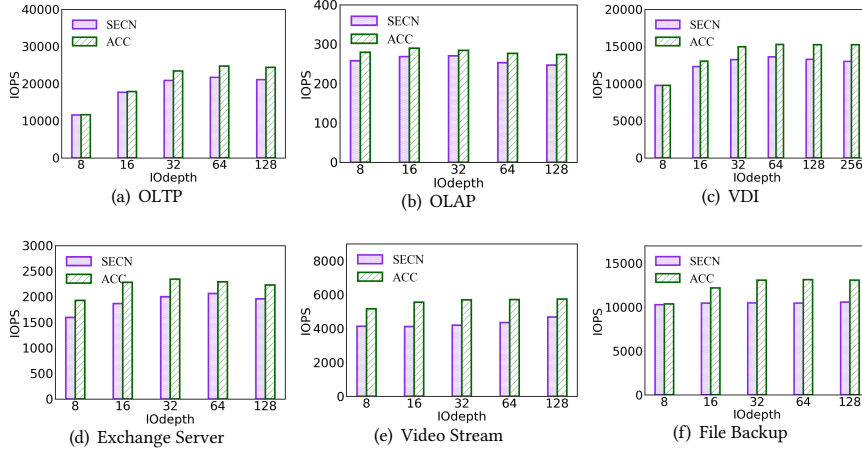 40000
30000
20000
10000
0
IOPS
SECN
ACC
8 16 32 64 128
IOdepth
(a) OLTP
400
300
200
100
0
IOPS
SECN
ACC
8 16 32 64 128
IOdepth
(b) OLAP
20000
15000
10000
5000
0
IOPS
SECN
ACC
8 16 32 64 128 256
IOdepth
(c) VDI
3000
2500
2000
1500
1000
500
0
IOPS
SECN
ACC
8 16 32 64 128
IOdepth
(d) Exchange Server
8000
6000
4000
2000
0
IOPS
SECN
ACC
8 16 32 64 128
IOdepth
(e) Video Stream
15000
10000
5000
0
IOPS
SECN
ACC
8 16 32 64 128
IOdepth
(f) File Backup